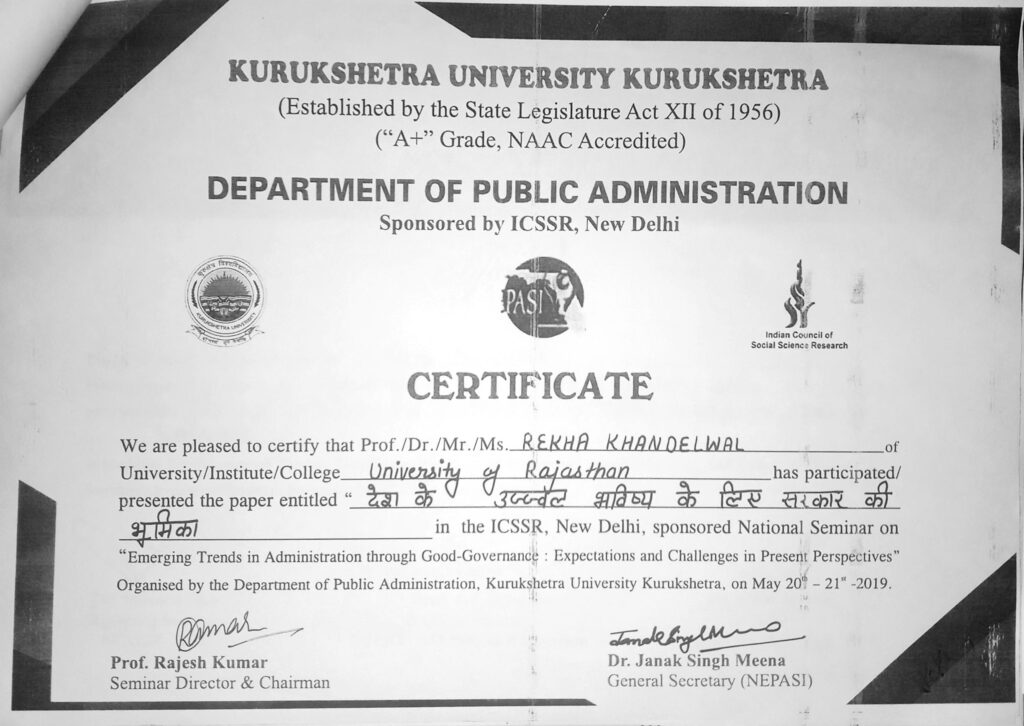 KURUKSHETRA UNIVERSITY KURUKSHETRA
(Established by the State Legislature Act XII of 1956)
("A+" Grade, NAAC Accredited)
DEPARTMENT OF PUBLIC ADMINISTRATION
Sponsored by ICSSR, New Delhi
KURUKSHETRA UNIVERSITY
PASI
Indian Council of
Social Science Research
CERTIFICATE
We are pleased to certify that Prof./Dr./Mr./Ms. REKHA KHANDELWAL of
University/Institute/College University of Rajasthan has participated/
presented the paper entitled " देश के उज्ज्वल भविष्य के लिए सरकार की
भूमिका in the ICSSR, New Delhi, sponsored National Seminar on
"Emerging Trends in Administration through Good-Governance : Expectations and Challenges in Present Perspectives"
Organised by the Department of Public Administration, Kurukshetra University Kurukshetra, on May 20th – 21st -2019.
Prof. Rajesh Kumar
Seminar Director & Chairman
Dr. Janak Singh Meena
General Secretary (NEPASI)